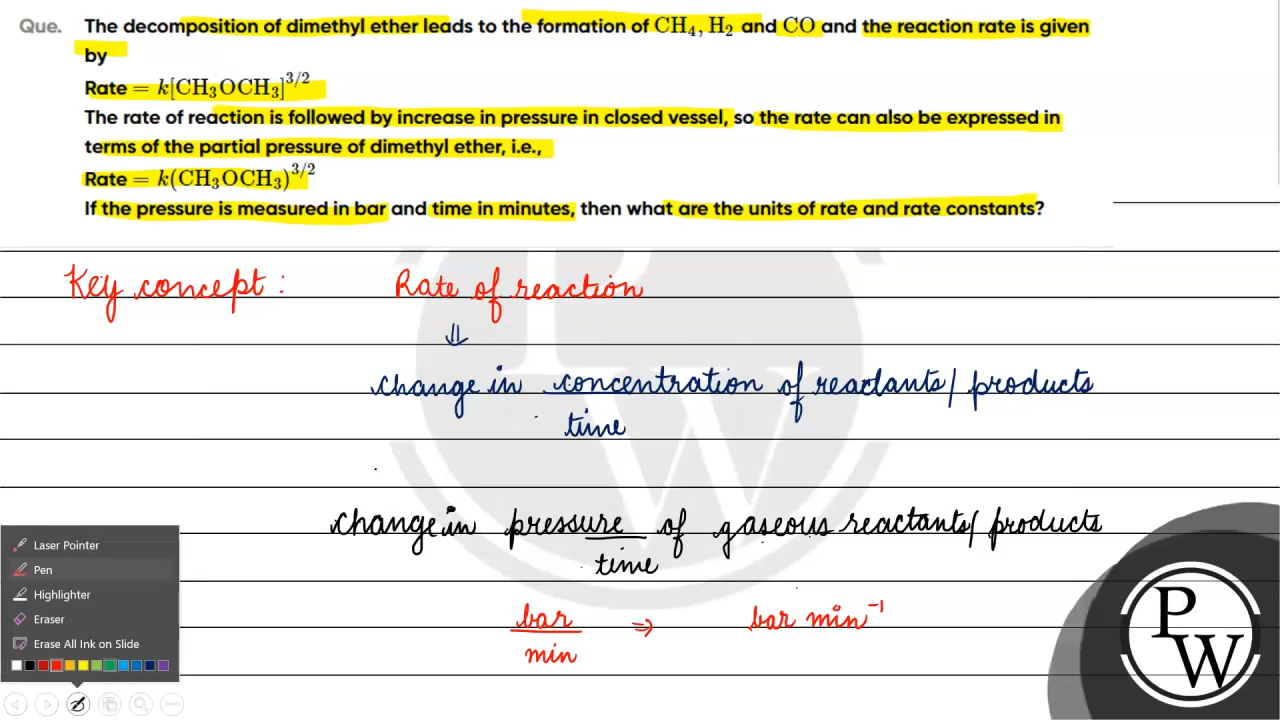 Que. The decomposition of dimethyl ether leads to the formation of CH₄, H₂ and CO and the reaction rate is given
by
Rate = k[CH₃OCH₃]^3/2
The rate of reaction is followed by increase in pressure in closed vessel, so the rate can also be expressed in
terms of the partial pressure of dimethyl ether, i.e.,
Rate = k(CH₃OCH₃)^3/2
If the pressure is measured in bar and time in minutes, then what are the units of rate and rate constants?
Key concept : Rate of reaction
⇓
change in concentration of reactants/ products
time
change in pressure of gaseous reactants/ products
time
bar ⇒ bar min⁻¹
min
Laser Pointer
Pen
Highlighter
Eraser
Erase All Ink on Slide
P
W